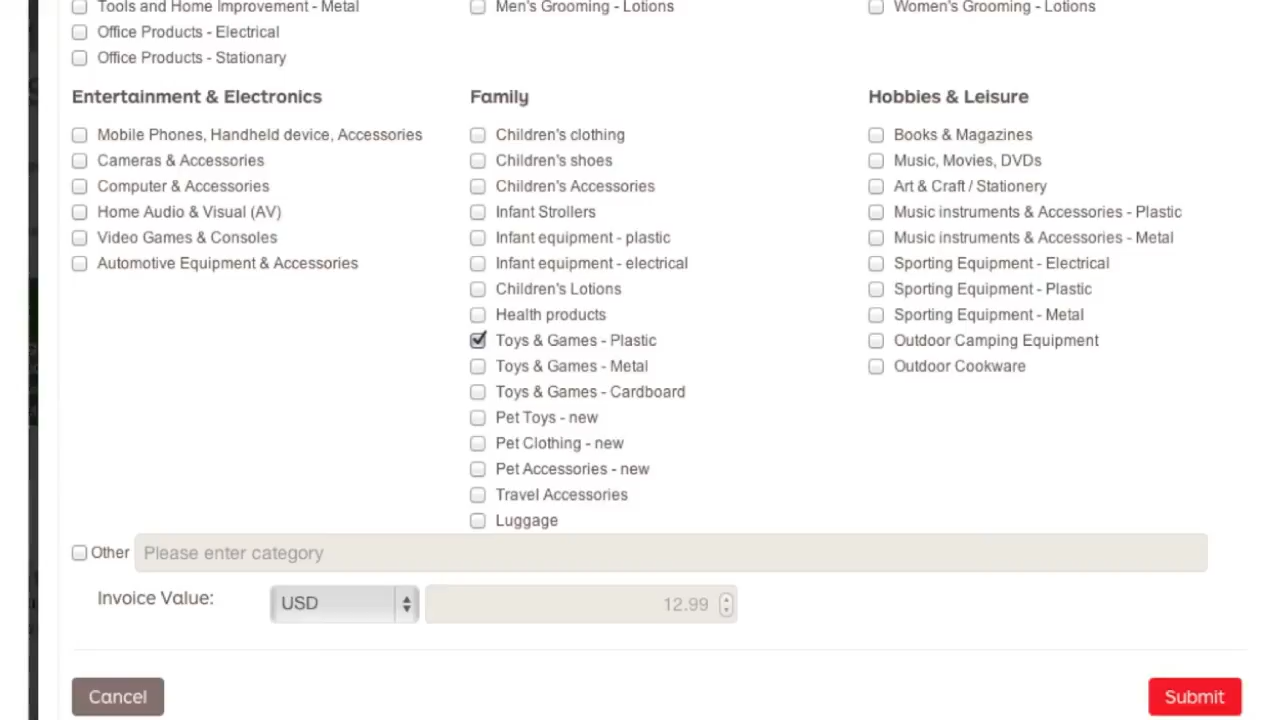 Tools and Home Improvement - Metal
Office Products - Electrical
Office Products - Stationary
Men's Grooming - Lotions
Women's Grooming - Lotions
Entertainment & Electronics
Mobile Phones, Handheld device, Accessories
Cameras & Accessories
Computer & Accessories
Home Audio & Visual (AV)
Video Games & Consoles
Automotive Equipment & Accessories
Family
Children's clothing
Children's shoes
Children's Accessories
Infant Strollers
Infant equipment - plastic
Infant equipment - electrical
Children's Lotions
Health products
Toys & Games - Plastic
Toys & Games - Metal
Toys & Games - Cardboard
Pet Toys - new
Pet Clothing - new
Pet Accessories - new
Travel Accessories
Luggage
Hobbies & Leisure
Books & Magazines
Music, Movies, DVDs
Art & Craft / Stationery
Music instruments & Accessories - Plastic
Music instruments & Accessories - Metal
Sporting Equipment - Electrical
Sporting Equipment - Plastic
Sporting Equipment - Metal
Outdoor Camping Equipment
Outdoor Cookware
Other Please enter category
Invoice Value: USD 12.99
Cancel Submit